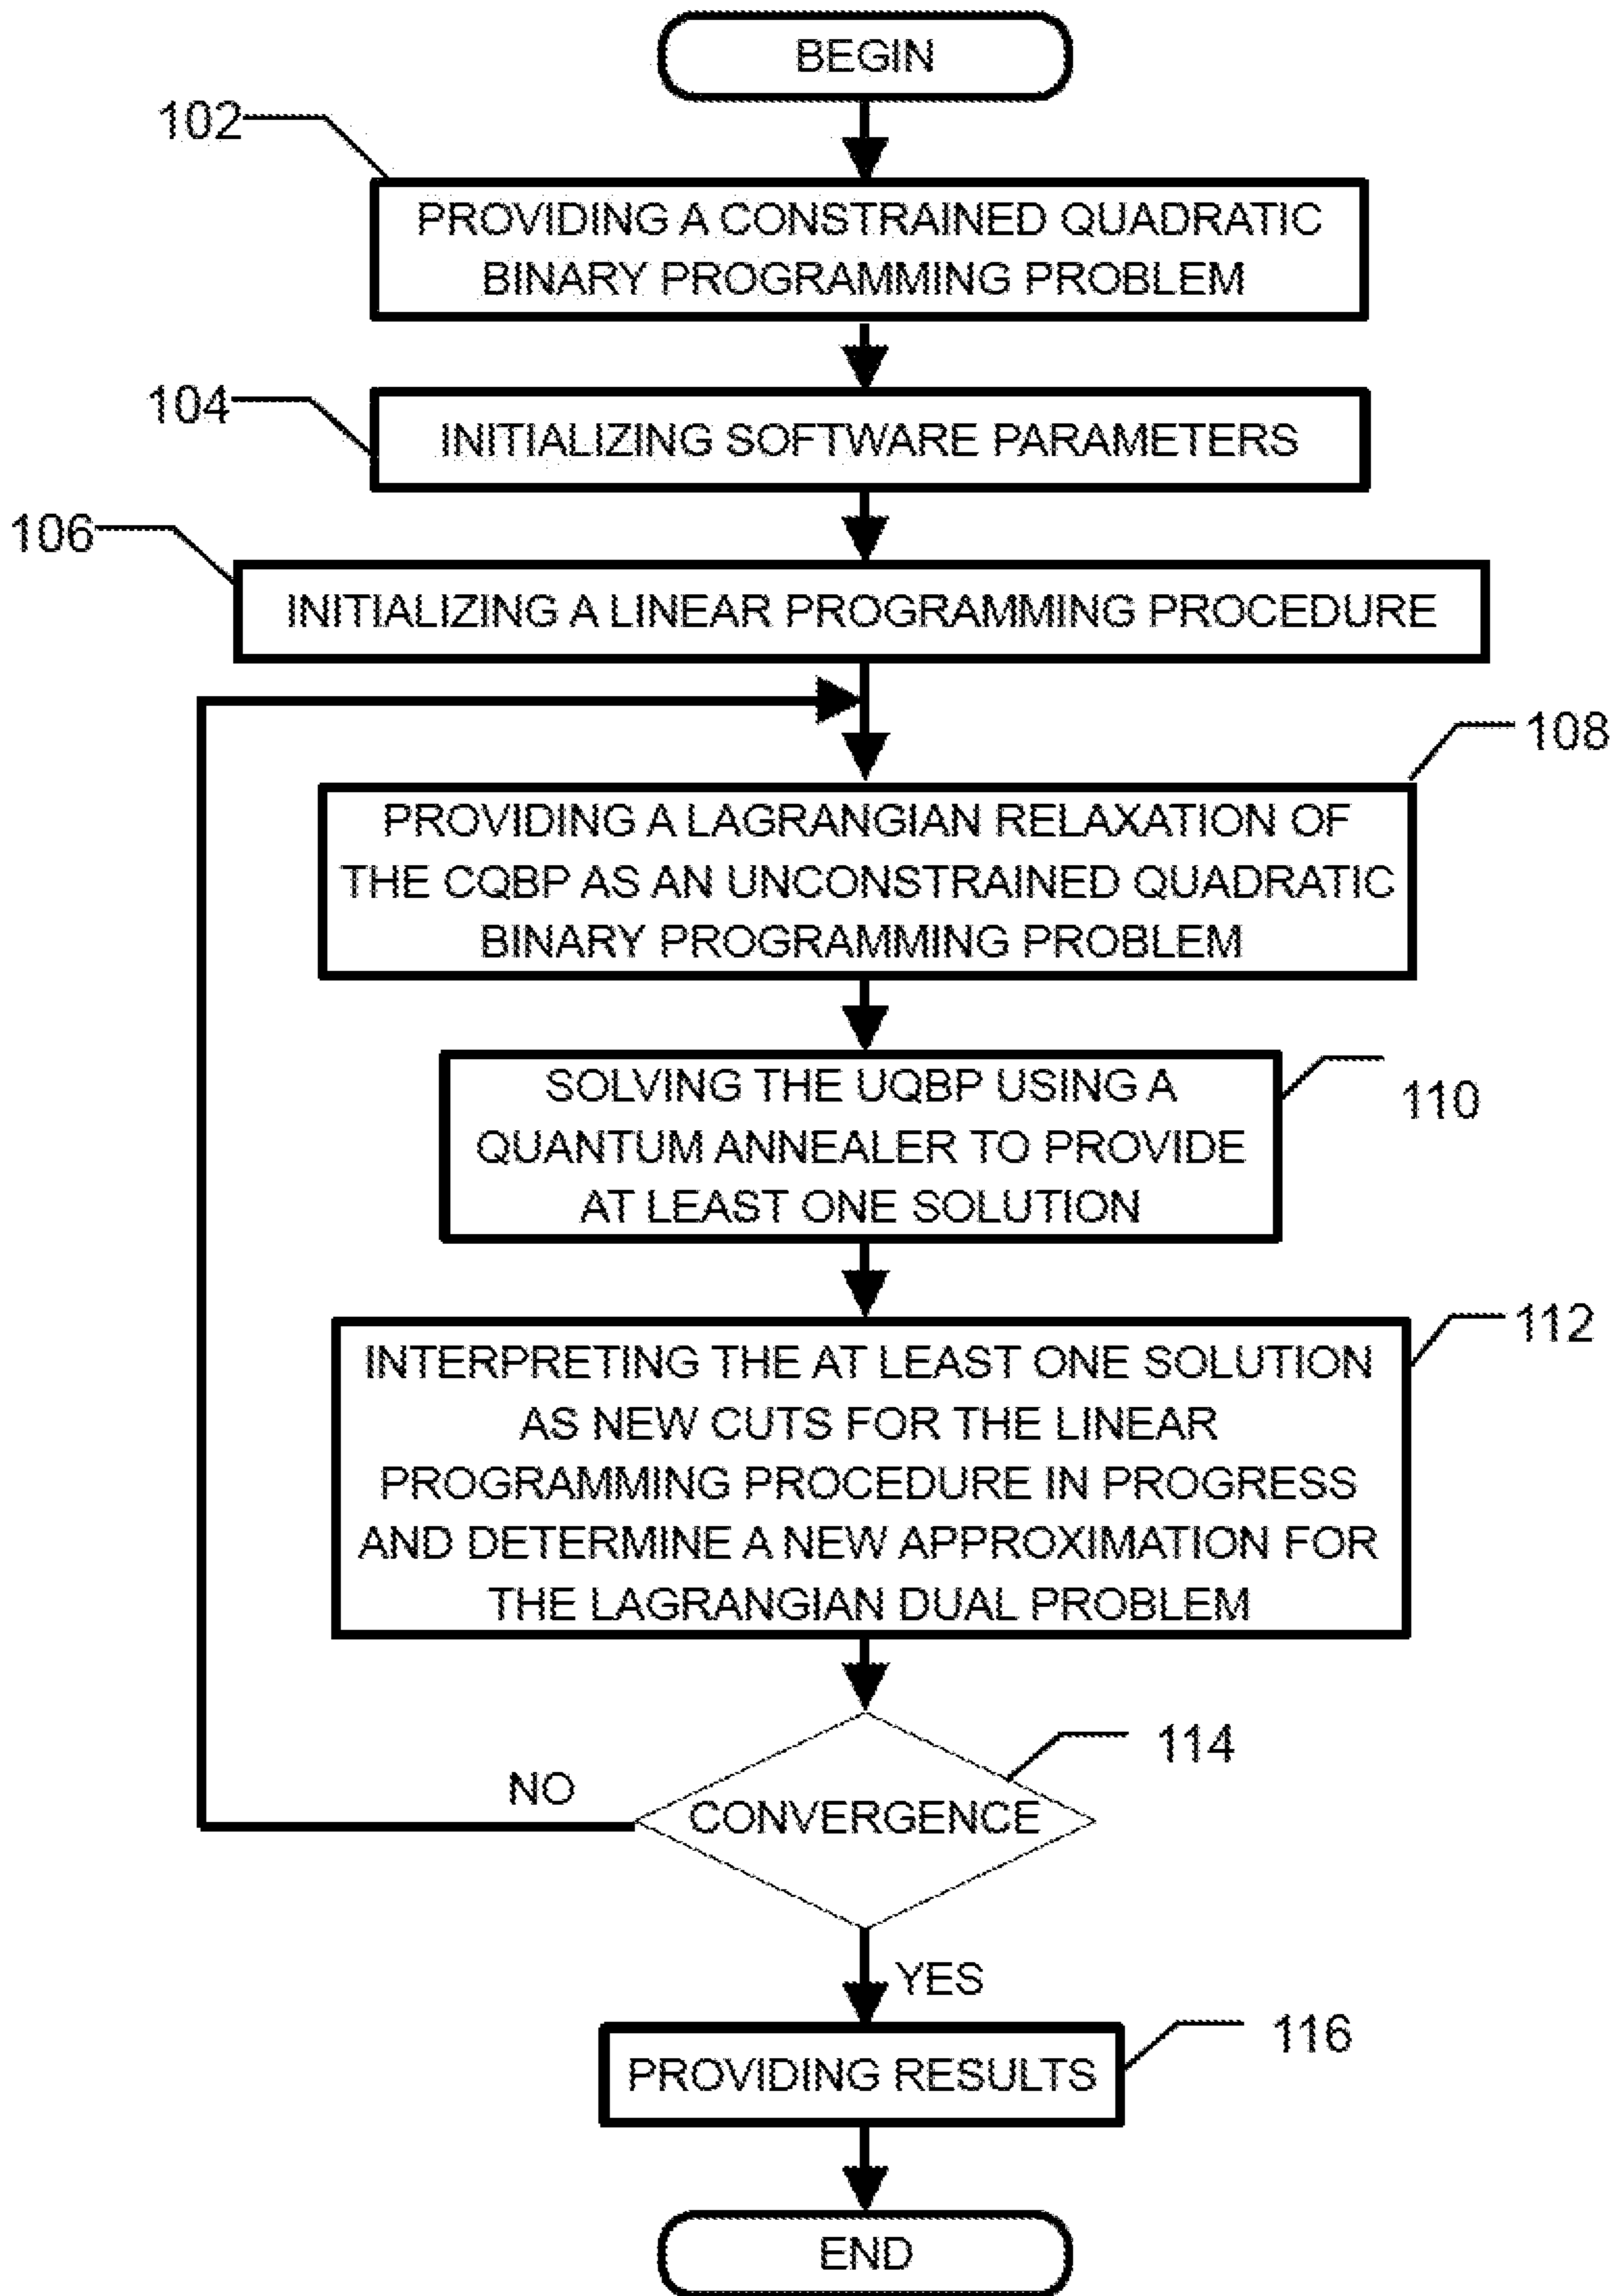 BEGIN
102
PROVIDING A CONSTRAINED QUADRATIC
BINARY PROGRAMMING PROBLEM
104
INITIALIZING SOFTWARE PARAMETERS
106
INITIALIZING A LINEAR PROGRAMMING PROCEDURE
108
PROVIDING A LAGRANGIAN RELAXATION OF
THE CQBP AS AN UNCONSTRAINED QUADRATIC
BINARY PROGRAMMING PROBLEM
110
SOLVING THE UQBP USING A
QUANTUM ANNEALER TO PROVIDE
AT LEAST ONE SOLUTION
112
INTERPRETING THE AT LEAST ONE SOLUTION
AS NEW CUTS FOR THE LINEAR
PROGRAMMING PROCEDURE IN PROGRESS
AND DETERMINE A NEW APPROXIMATION FOR
THE LAGRANGIAN DUAL PROBLEM
114
NO
CONVERGENCE
YES
116
PROVIDING RESULTS
END